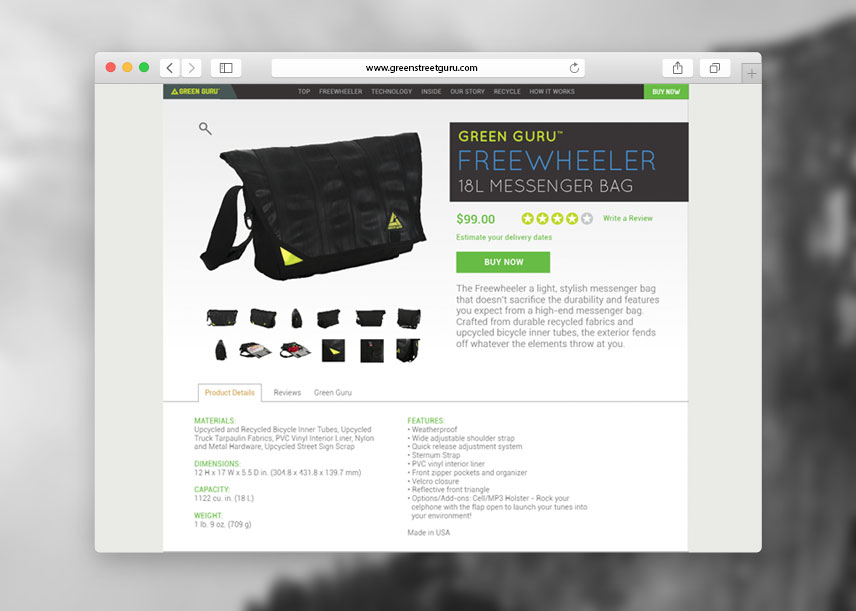 www.greenstreetguru.com
GREEN GURU™
TOP FREEWHEELER TECHNOLOGY INSIDE OUR STORY RECYCLE HOW IT WORKS
BUY NOW
GREEN GURU™
FREEWHEELER
18L MESSENGER BAG
$99.00
Write a Review
Estimate your delivery dates
BUY NOW
The Freewheeler a light, stylish messenger bag
that doesn't sacrifice the durability and features
you expect from a high-end messenger bag.
Crafted from durable recycled fabrics and
upcycled bicycle inner tubes, the exterior fends
off whatever the elements throw at you.
Product Details Reviews Green Guru
MATERIALS:
Upcycled and Recycled Bicycle Inner Tubes, Upcycled
Truck Tarpaulin Fabrics, PVC Vinyl Interior Liner, Nylon
and Metal Hardware, Upcycled Street Sign Scrap
DIMENSIONS:
12 H x 17 W x 5.5 D in. (304.8 x 431.8 x 139.7 mm)
CAPACITY:
1122 cu. in. (18 L)
WEIGHT:
1 lb. 9 oz. (709 g)
FEATURES:
• Weatherproof
• Wide adjustable shoulder strap
• Quick release adjustment system
• Sternum Strap
• PVC vinyl interior liner
• Front zipper pockets and organizer
• Velcro closure
• Reflective front triangle
• Options/Add-ons: Cell/MP3 Holster - Rock your
celphone with the flap open to launch your tunes into
your environment!
Made in USA